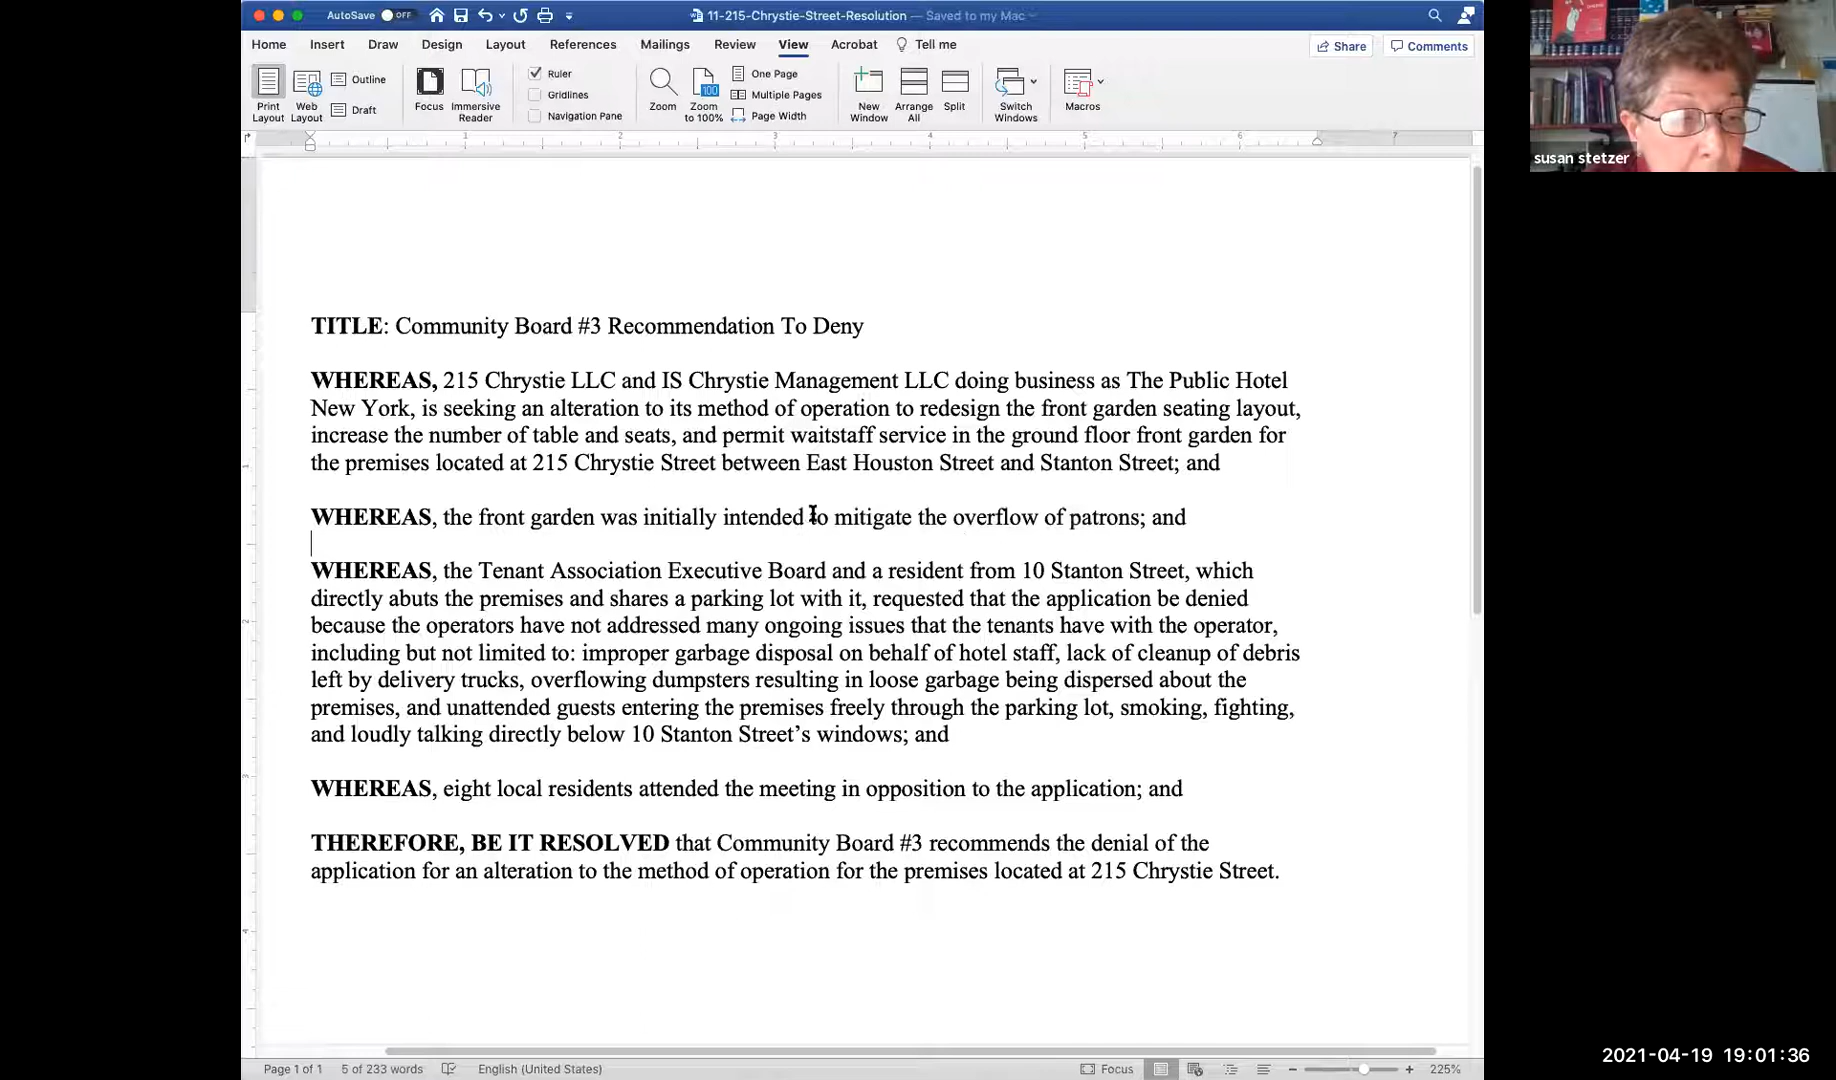 AutoSave OFF
11-215-Chrystie-Street-Resolution — Saved to my Mac
Home Insert Draw Design Layout References Mailings Review View Acrobat Tell me Share Comments
Print Layout
Web Layout
Outline
Draft
Focus
Immersive Reader
Ruler
Gridlines
Navigation Pane
Zoom
100
Zoom to 100%
One Page
Multiple Pages
Page Width
New Window
Arrange All
Split
Switch Windows
Macros
susan stetzer
1 2 3 4 5 6 7
TITLE: Community Board #3 Recommendation To Deny
WHEREAS, 215 Chrystie LLC and IS Chrystie Management LLC doing business as The Public Hotel
New York, is seeking an alteration to its method of operation to redesign the front garden seating layout,
increase the number of table and seats, and permit waitstaff service in the ground floor front garden for
the premises located at 215 Chrystie Street between East Houston Street and Stanton Street; and
WHEREAS, the front garden was initially intended to mitigate the overflow of patrons; and
WHEREAS, the Tenant Association Executive Board and a resident from 10 Stanton Street, which
directly abuts the premises and shares a parking lot with it, requested that the application be denied
because the operators have not addressed many ongoing issues that the tenants have with the operator,
including but not limited to: improper garbage disposal on behalf of hotel staff, lack of cleanup of debris
left by delivery trucks, overflowing dumpsters resulting in loose garbage being dispersed about the
premises, and unattended guests entering the premises freely through the parking lot, smoking, fighting,
and loudly talking directly below 10 Stanton Street’s windows; and
WHEREAS, eight local residents attended the meeting in opposition to the application; and
THEREFORE, BE IT RESOLVED that Community Board #3 recommends the denial of the
application for an alteration to the method of operation for the premises located at 215 Chrystie Street.
Page 1 of 1 5 of 233 words English (United States) Focus 225%
2021-04-19 19:01:36